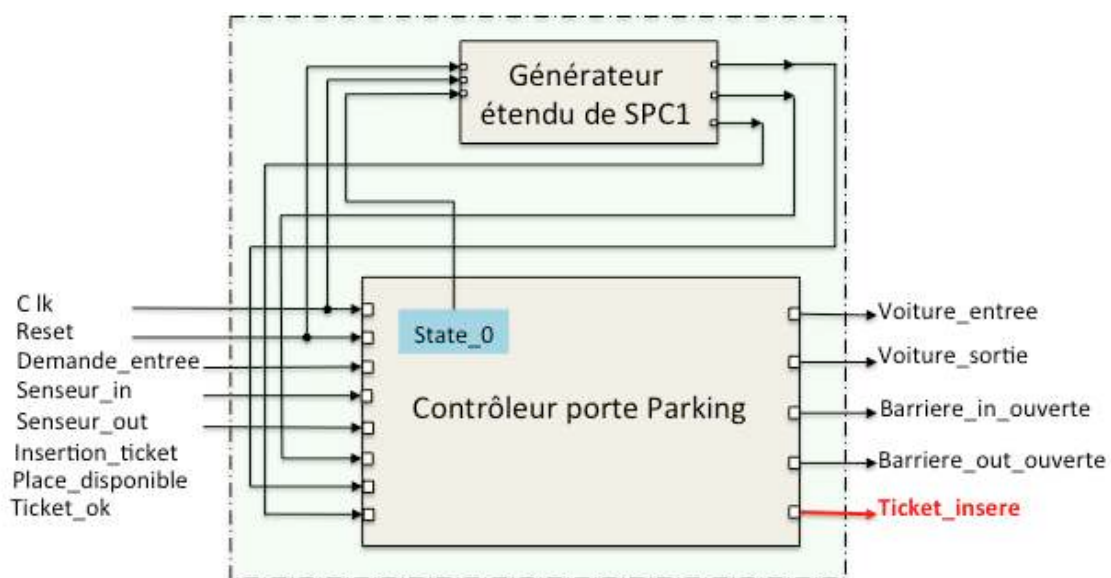 Générateur
étendu de SPC1
C lk
Reset
Demande_entree
Senseur_in
Senseur_out
Insertion_ticket
Place_disponible
Ticket_ok
State_0
Contrôleur porte Parking
Voiture_entree
Voiture_sortie
Barriere_in_ouverte
Barriere_out_ouverte
Ticket_insere